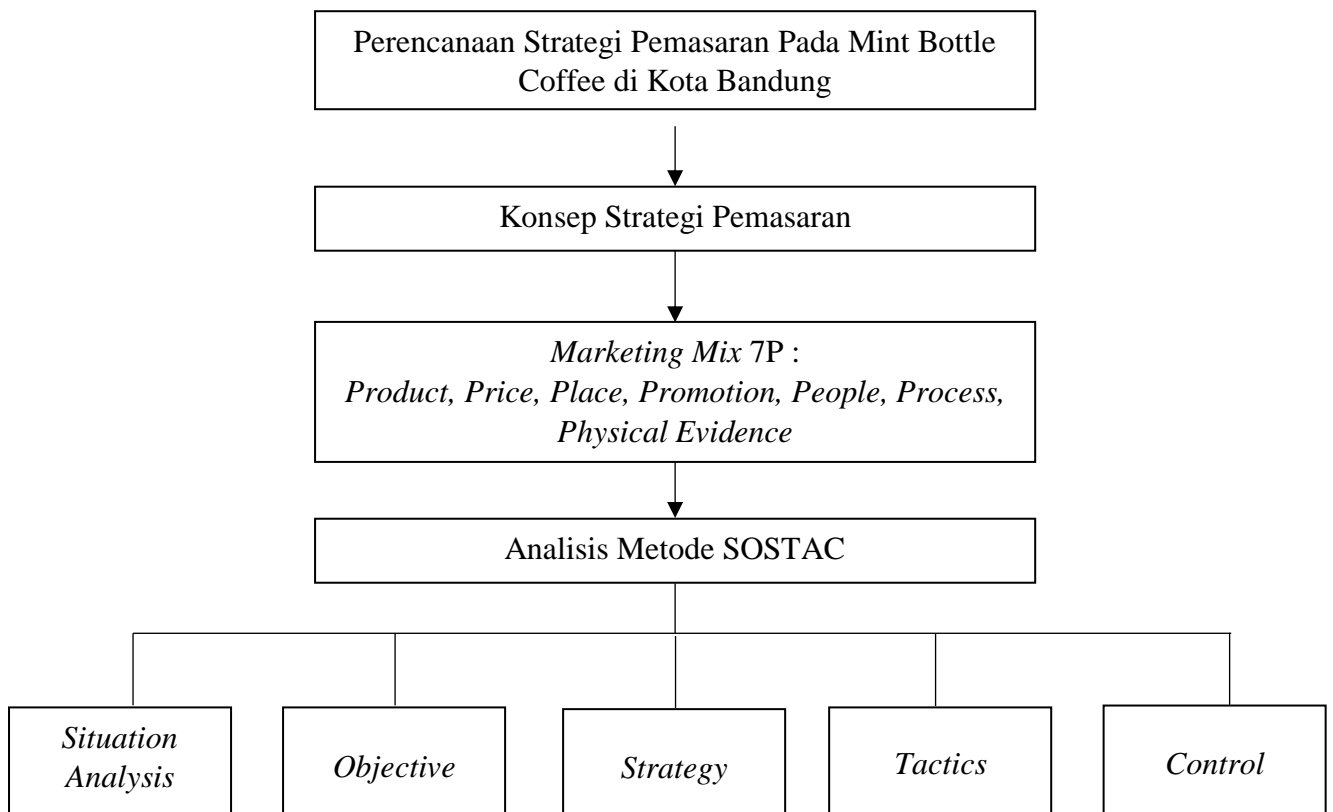 Perencanaan Strategi Pemasaran Pada Mint Bottle
Coffee di Kota Bandung
Konsep Strategi Pemasaran
Marketing Mix 7P :
Product, Price, Place, Promotion, People, Process,
Physical Evidence
Analisis Metode SOSTAC
Situation
Analysis
Objective
Strategy
Tactics
Control